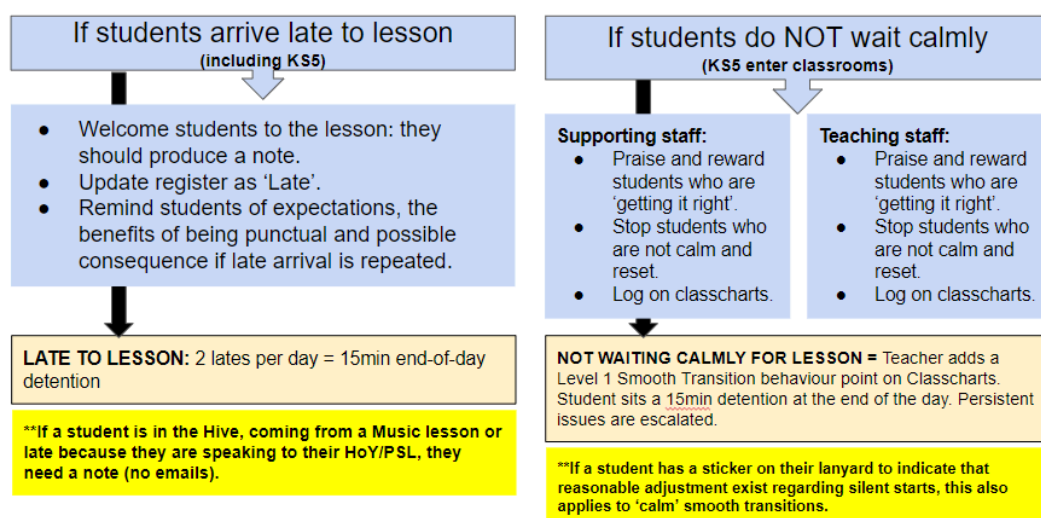 If students arrive late to lesson
(including KS5)
Welcome students to the lesson: they
should produce a note.
Update register as ‘Late’.
Remind students of expectations, the
benefits of being punctual and possible
consequence if late arrival is repeated.
LATE TO LESSON: 2 lates per day = 15min end-of-day
detention
**If a student is in the Hive, coming from a Music lesson or
late because they are speaking to their HoY/PSL, they
need a note (no emails).
If students do NOT wait calmly
(KS5 enter classrooms)
Supporting staff:
Praise and reward
students who are
‘getting it right’.
Stop students who
are not calm and
reset.
Log on classcharts.
Teaching staff:
Praise and reward
students who are
‘getting it right’.
Stop students who
are not calm and
reset.
Log on classcharts.
NOT WAITING CALMLY FOR LESSON = Teacher adds a
Level 1 Smooth Transition behaviour point on Classcharts.
Student sits a 15min detention at the end of the day. Persistent
issues are escalated.
**If a student has a sticker on their lanyard to indicate that
reasonable adjustment exist regarding silent starts, this also
applies to ‘calm’ smooth transitions.